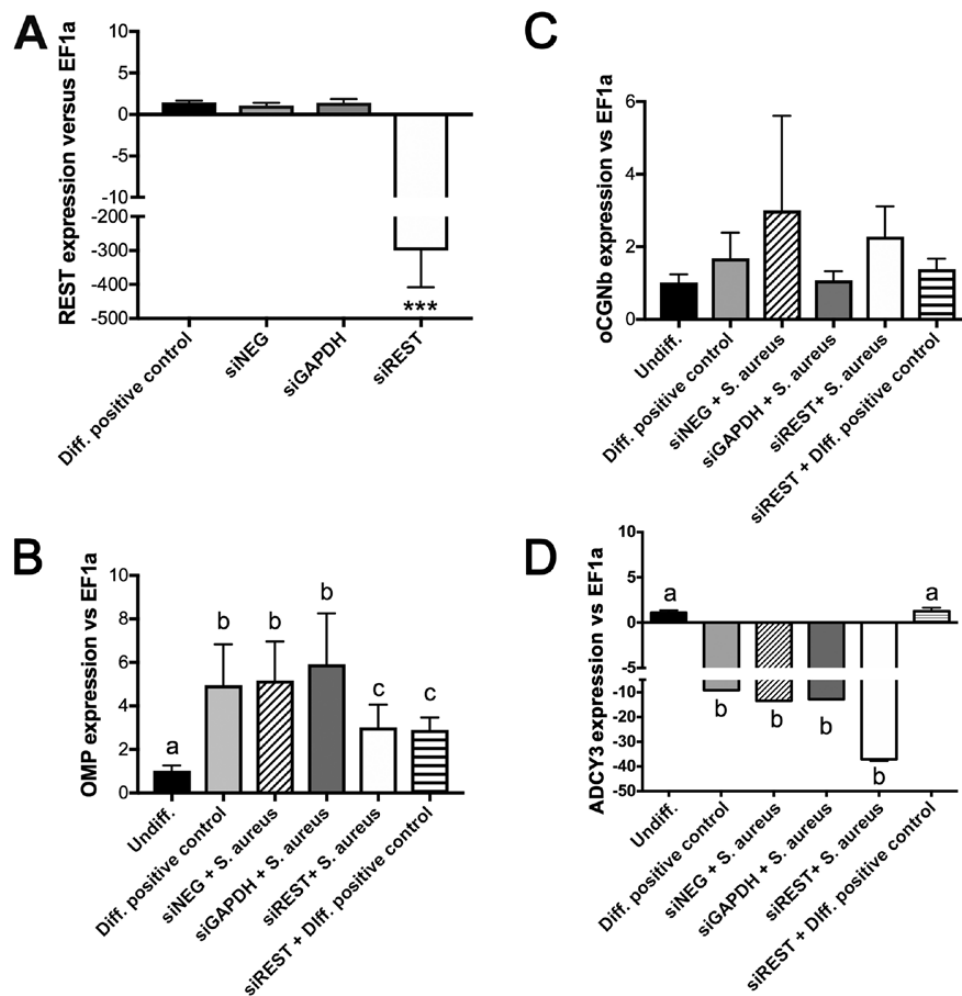 A
REST expression versus EF1a
10
5
0
-5
-10
-200
-300
-400
-500
***
Diff. positive control
siNEG
siGAPDH
siREST
C
oCGNb expression vs EF1a
6
4
2
0
Undiff.
Diff. positive control
siNEG + S. aureus
siGAPDH + S. aureus
siREST+ S. aureus
siREST + DIff. positive control
B
OMP expression vs EF1a
10
8
6
4
2
0
a
b
b
b
c
c
Undiff.
Diff. positive control
siNEG + S. aureus
siGAPDH + S. aureus
siREST+ S. aureus
siREST + DIff. positive control
D
ADCY3 expression vs EF1a
10
5
0
-5
-10
-20
-30
-40
-50
a
b
b
b
b
a
Undiff.
Diff. positive control
siNEG + S. aureus
siGAPDH + S. aureus
siREST+ S. aureus
siREST + DIff. positive control